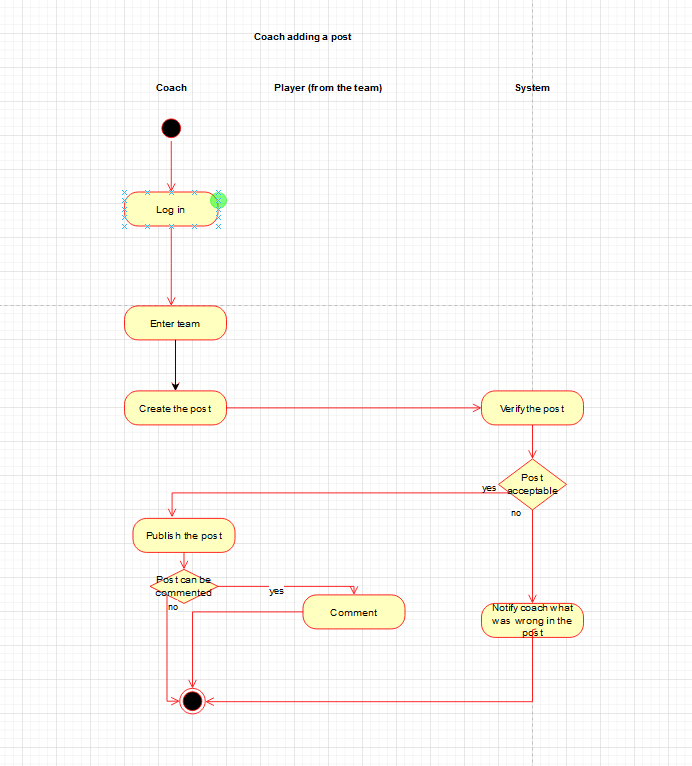 Coach adding a post
Coach
Player (from the team)
System
Log in
Enter team
Create the post
Verify the post
Post
acceptable
yes
no
Publish the post
Post can be
commented
yes
no
Comment
Notify coach what
was wrong in the
post